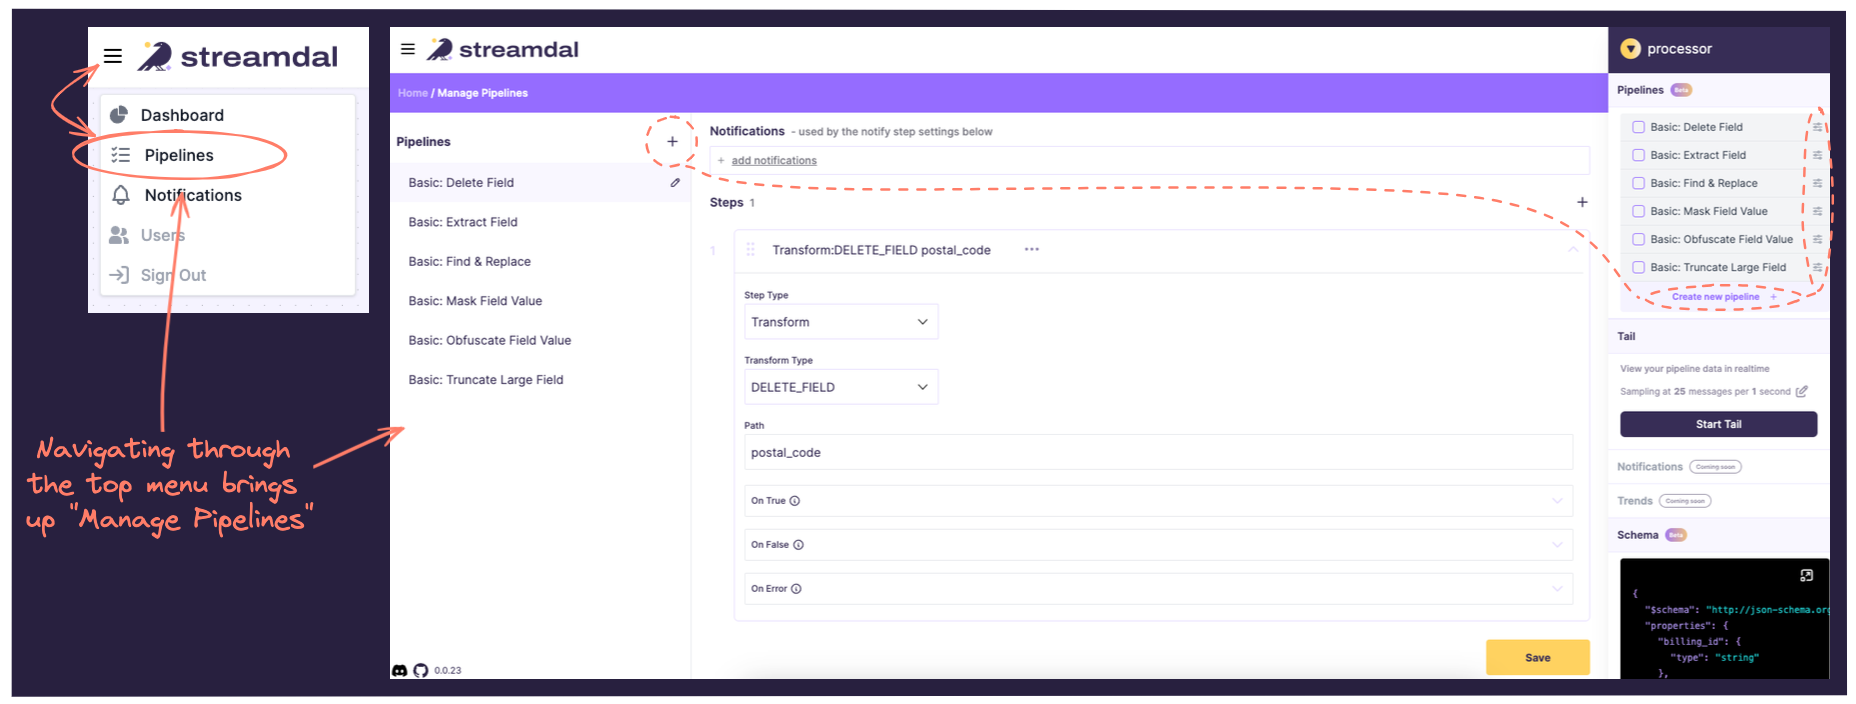 streamdal
Dashboard
Pipelines
Notifications
Users
Sign Out
Navigating through
the top menu brings
up "Manage Pipelines"
streamdal
Home / Manage Pipelines
Pipelines +
Basic: Delete Field
Basic: Extract Field
Basic: Find & Replace
Basic: Mask Field Value
Basic: Obfuscate Field Value
Basic: Truncate Large Field
0.0.23
Notifications - used by the notify step settings below
+ add notifications
Steps 1 +
1 Transform:DELETE_FIELD postal_code ...
Step Type
Transform
Transform Type
DELETE_FIELD
Path
postal_code
On True
On False
On Error
Save
processor
Pipelines Beta
Basic: Delete Field
Basic: Extract Field
Basic: Find & Replace
Basic: Mask Field Value
Basic: Obfuscate Field Value
Basic: Truncate Large Field
Create new pipeline +
Tail
View your pipeline data in realtime
Sampling at 25 messages per 1 second
Start Tail
Notifications Coming soon
Trends Coming soon
Schema Beta
{
"$schema": "http://json-schema.org
"properties": {
"billing_id": {
"type": "string"
},